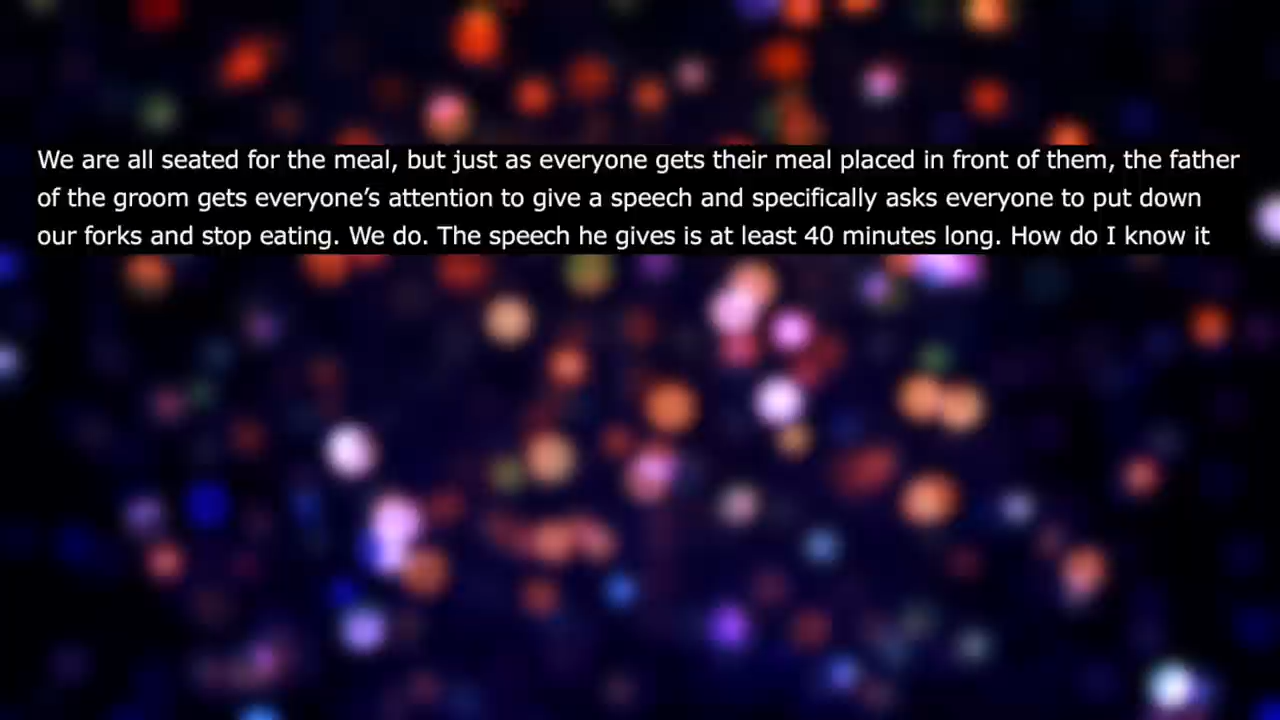 We are all seated for the meal, but just as everyone gets their meal placed in front of them, the father
of the groom gets everyone’s attention to give a speech and specifically asks everyone to put down
our forks and stop eating. We do. The speech he gives is at least 40 minutes long. How do I know it